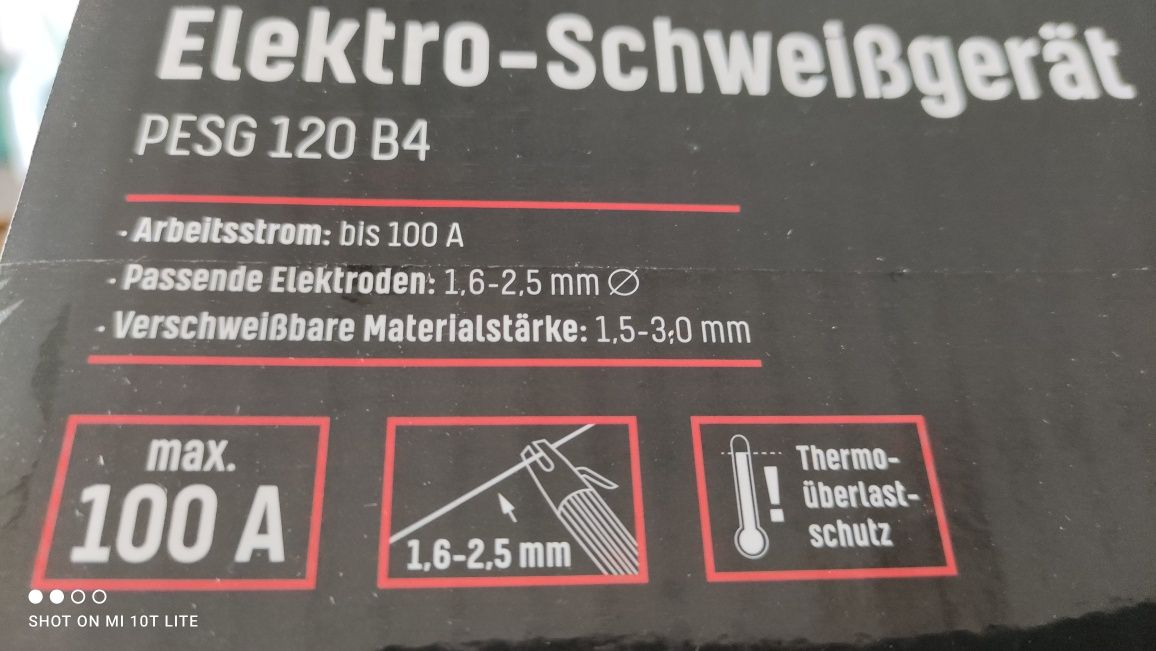 Elektro-Schweißgerät
PESG 120 B4
· Arbeitsstrom: bis 100 A
· Passende Elektroden: 1,6-2,5 mm ∅
· Verschweißbare Materialstärke: 1,5-3,0 mm
max.
100 A
1,6-2,5 mm
!
Thermo-
überlast-
schutz
SHOT ON MI 10T LITE